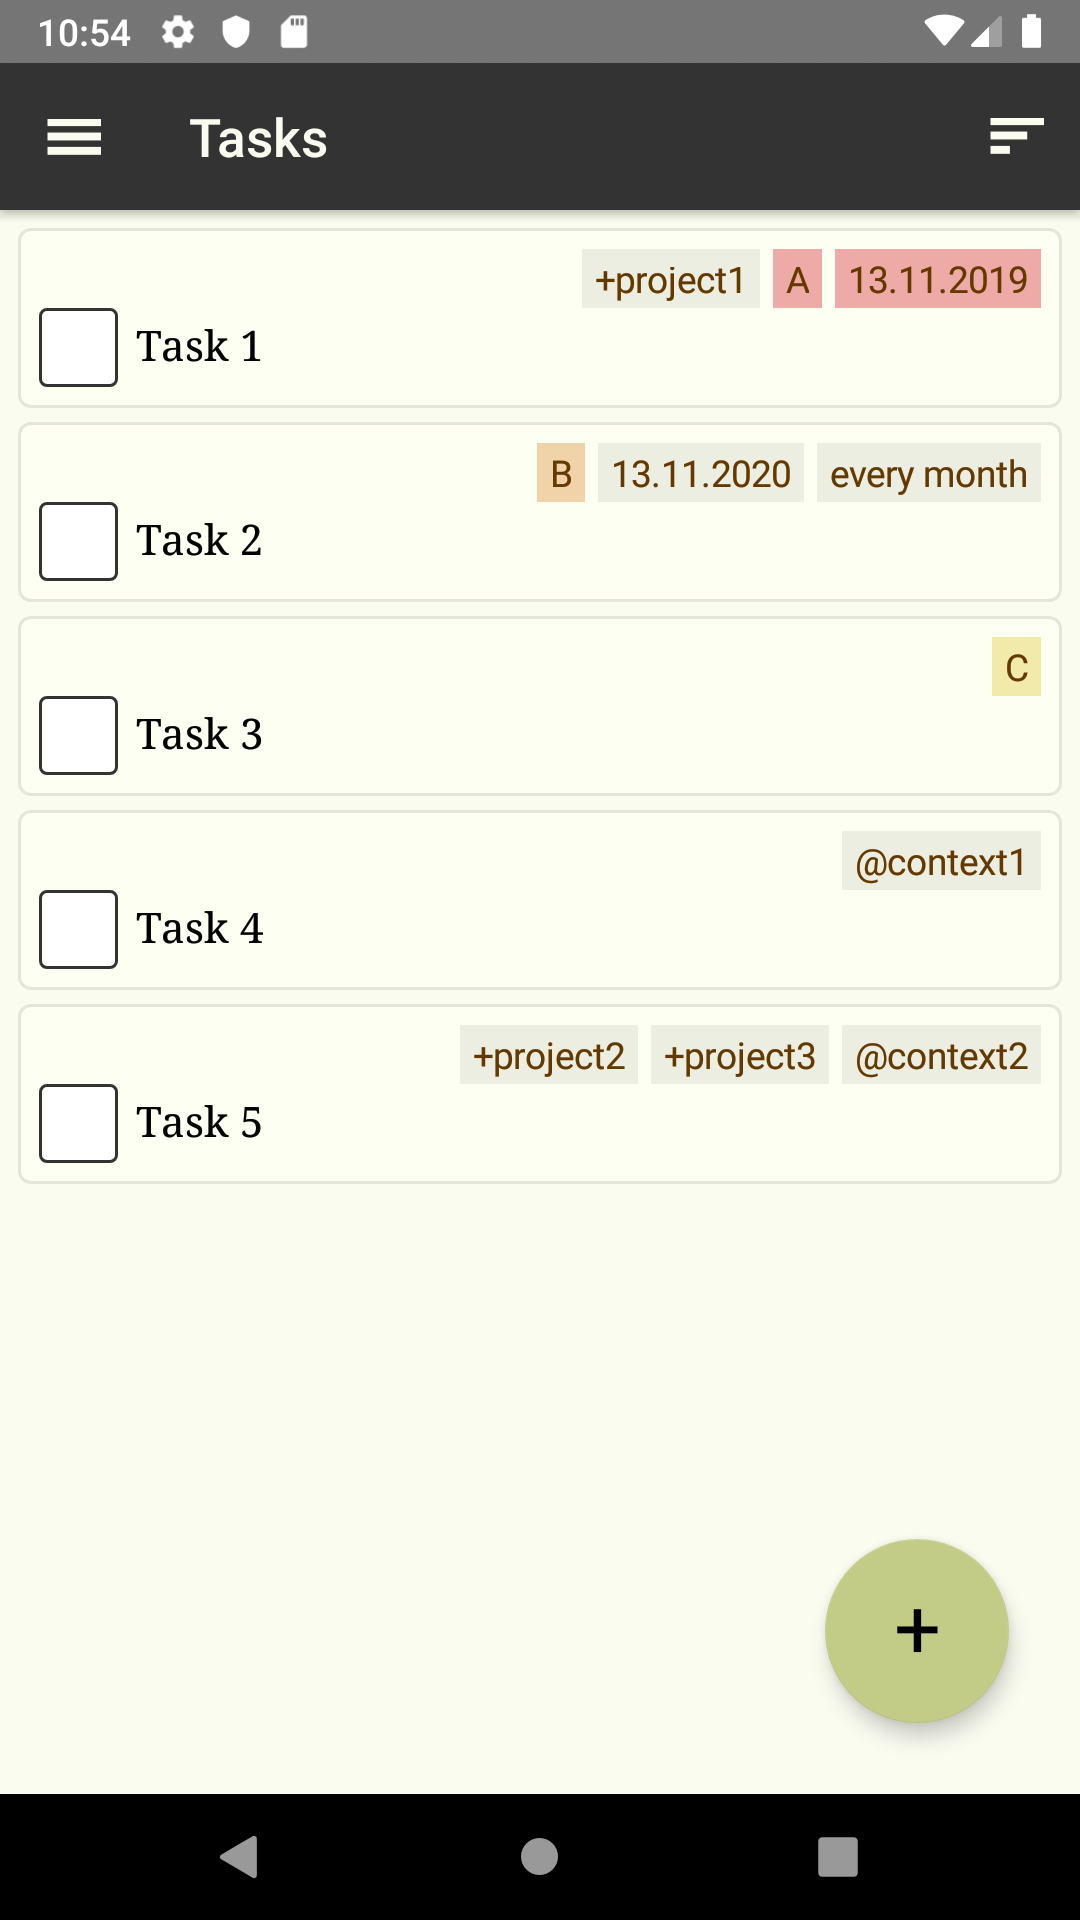 10:54
Tasks
+project1 A 13.11.2019
Task 1
B 13.11.2020 every month
Task 2
C
Task 3
@context1
Task 4
+project2 +project3 @context2
Task 5
+